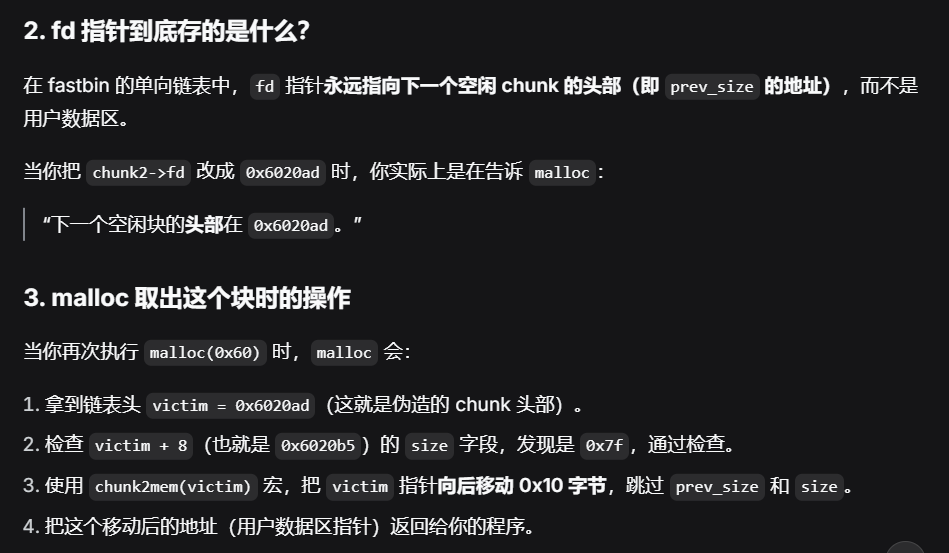 2. fd 指针到底存的是什么？
在 fastbin 的单向链表中， fd 指针永远指向下一个空闲 chunk 的头部（即 prev_size 的地址），而不是
用户数据区。
当你把 chunk2->fd 改成 0x6020ad 时，你实际上是在告诉 malloc：
“下一个空闲块的头部在 0x6020ad 。”
3. malloc 取出这个块时的操作
当你再次执行 malloc(0x60) 时， malloc 会：
1. 拿到链表头 victim = 0x6020ad（这就是伪造的 chunk 头部）。
2. 检查 victim + 8（也就是 0x6020b5）的 size 字段，发现是 0x7f，通过检查。
3. 使用 chunk2mem(victim) 宏，把 victim 指针向后移动 0x10 字节，跳过 prev_size 和 size 。
4. 把这个移动后的地址（用户数据区指针）返回给你的程序。